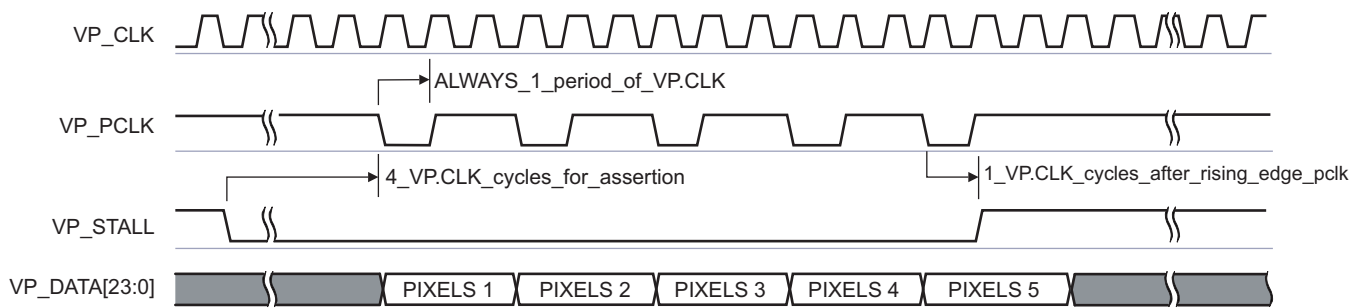 VP_CLK
ALWAYS_1_period_of_VP.CLK
VP_PCLK
4_VP.CLK_cycles_for_assertion
1_VP.CLK_cycles_after_rising_edge_pclk
VP_STALL
VP_DATA[23:0] PIXELS 1 PIXELS 2 PIXELS 3 PIXELS 4 PIXELS 5